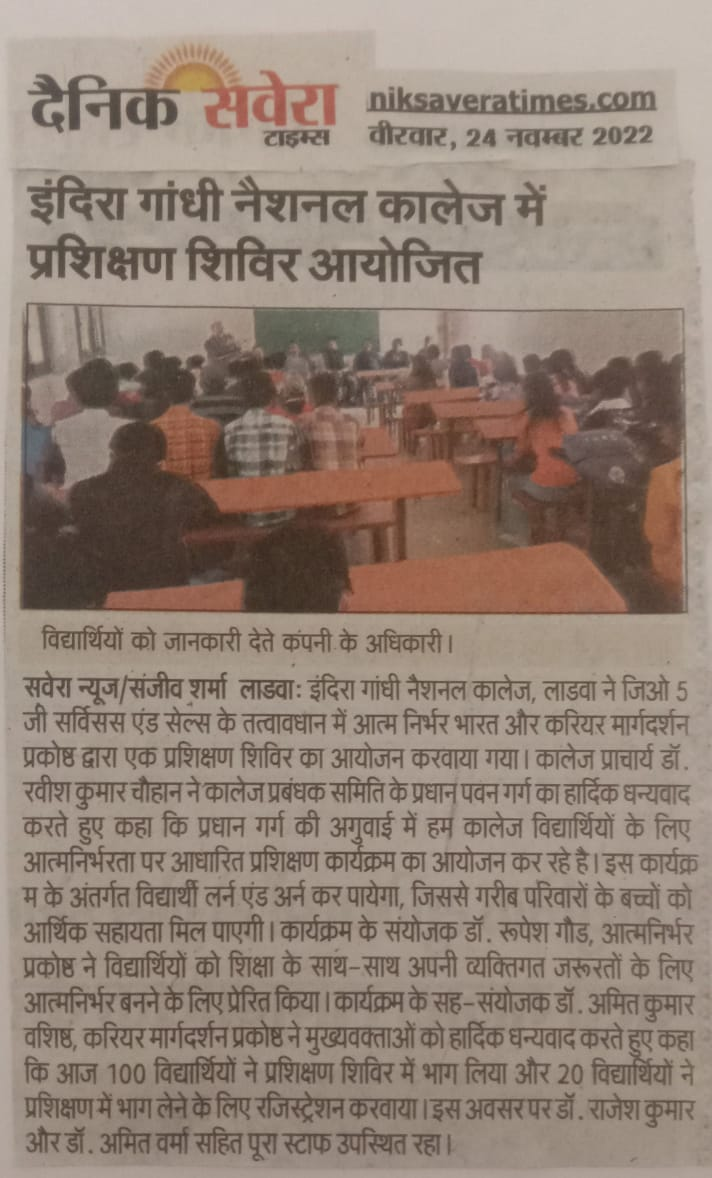 दैनिक सवेरा
टाइम्स
niksaveratimes.com
वीरवार, 24 नवम्बर 2022
इंदिरा गांधी नैशनल कालेज में
प्रशिक्षण शिविर आयोजित
विद्यार्थियों को जानकारी देते कंपनी के अधिकारी।
सवेरा न्यूज/संजीव शर्मा लाडवाः इंदिरा गांधी नैशनल कालेज, लाडवा ने जिओ 5
जी सर्विसस एंड सेल्स के तत्वावधान में आत्म निर्भर भारत और करियर मार्गदर्शन
प्रकोष्ठ द्वारा एक प्रशिक्षण शिविर का आयोजन करवाया गया। कालेज प्राचार्य डॉ.
रवीश कुमार चौहान ने कालेज प्रबंधक समिति के प्रधान पवन गर्ग का हार्दिक धन्यवाद
करते हुए कहा कि प्रधान गर्ग की अगुवाई में हम कालेज विद्यार्थियों के लिए
आत्मनिर्भरता पर आधारित प्रशिक्षण कार्यक्रम का आयोजन कर रहे है। इस कार्यक्र
म के अंतर्गत विद्यार्थी लर्न एंड अर्न कर पायेगा, जिससे गरीब परिवारों के बच्चों को
आर्थिक सहायता मिल पाएगी। कार्यक्रम के संयोजक डॉ. रूपेश गौड, आत्मनिर्भर
प्रकोष्ठ ने विद्यार्थियों को शिक्षा के साथ-साथ अपनी व्यक्तिगत जरूरतों के लिए
आत्मनिर्भर बनने के लिए प्रेरित किया। कार्यक्रम के सह-संयोजक डॉ. अमित कुमार
वशिष्ठ, करियर मार्गदर्शन प्रकोष्ठ ने मुख्यवक्ताओं को हार्दिक धन्यवाद करते हुए कहा
कि आज 100 विद्यार्थियों ने प्रशिक्षण शिविर में भाग लिया और 20 विद्यार्थियों ने
प्रशिक्षण में भाग लेने के लिए रजिस्ट्रेशन करवाया। इस अवसर पर डॉ. राजेश कुमार
और डॉ. अमित वर्मा सहित पूरा स्टाफ उपस्थित रहा।